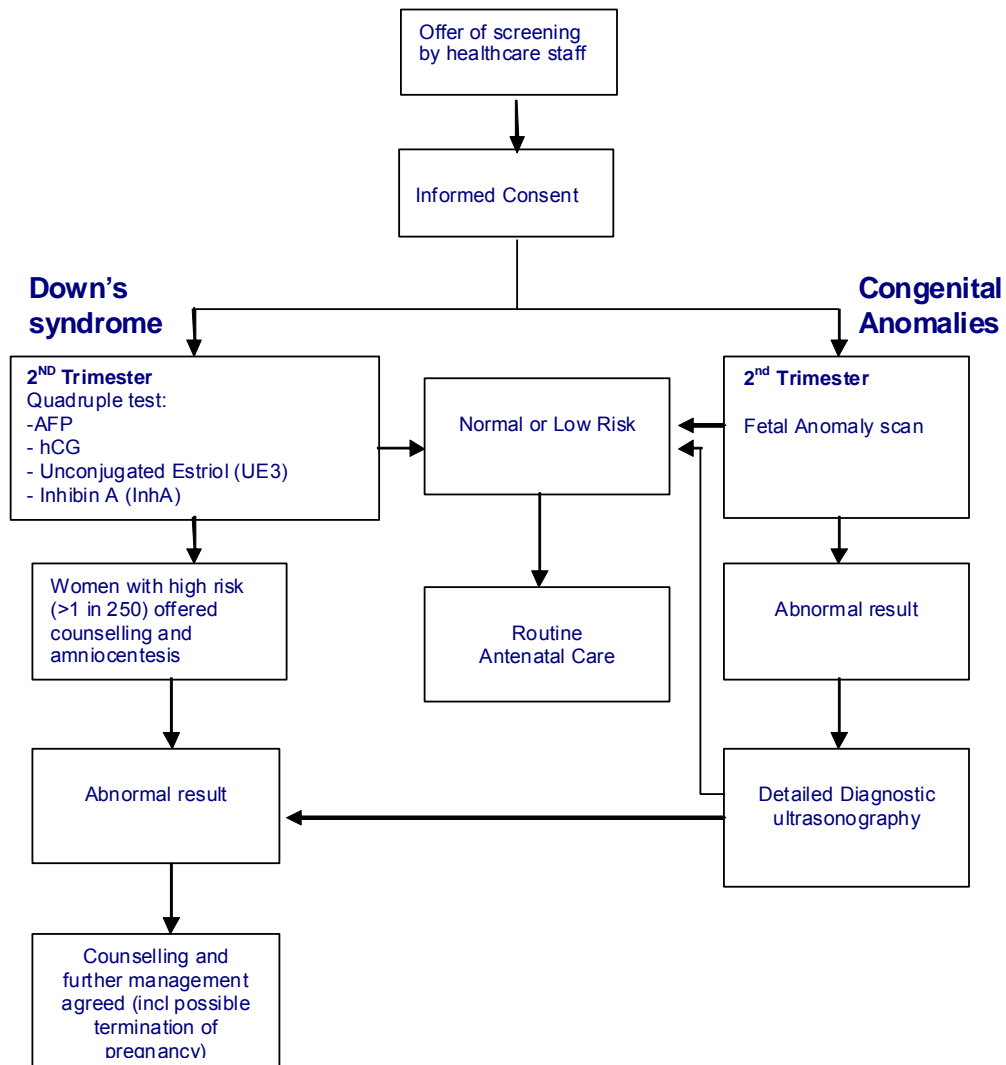 Offer of screening
by healthcare staff
Informed Consent
Down's
syndrome
Congenital
Anomalies
2ND Trimester
Quadruple test:
-AFP
- hCG
- Unconjugated Estriol (UE3)
- Inhibin A (InhA)
Normal or Low Risk
2nd Trimester
Fetal Anomaly scan
Women with high risk
(>1 in 250) offered
counselling and
amniocentesis
Routine
Antenatal Care
Abnormal result
Abnormal result
Detailed Diagnostic
ultrasonography
Counselling and
further management
agreed (incl possible
termination of
pregnancy)